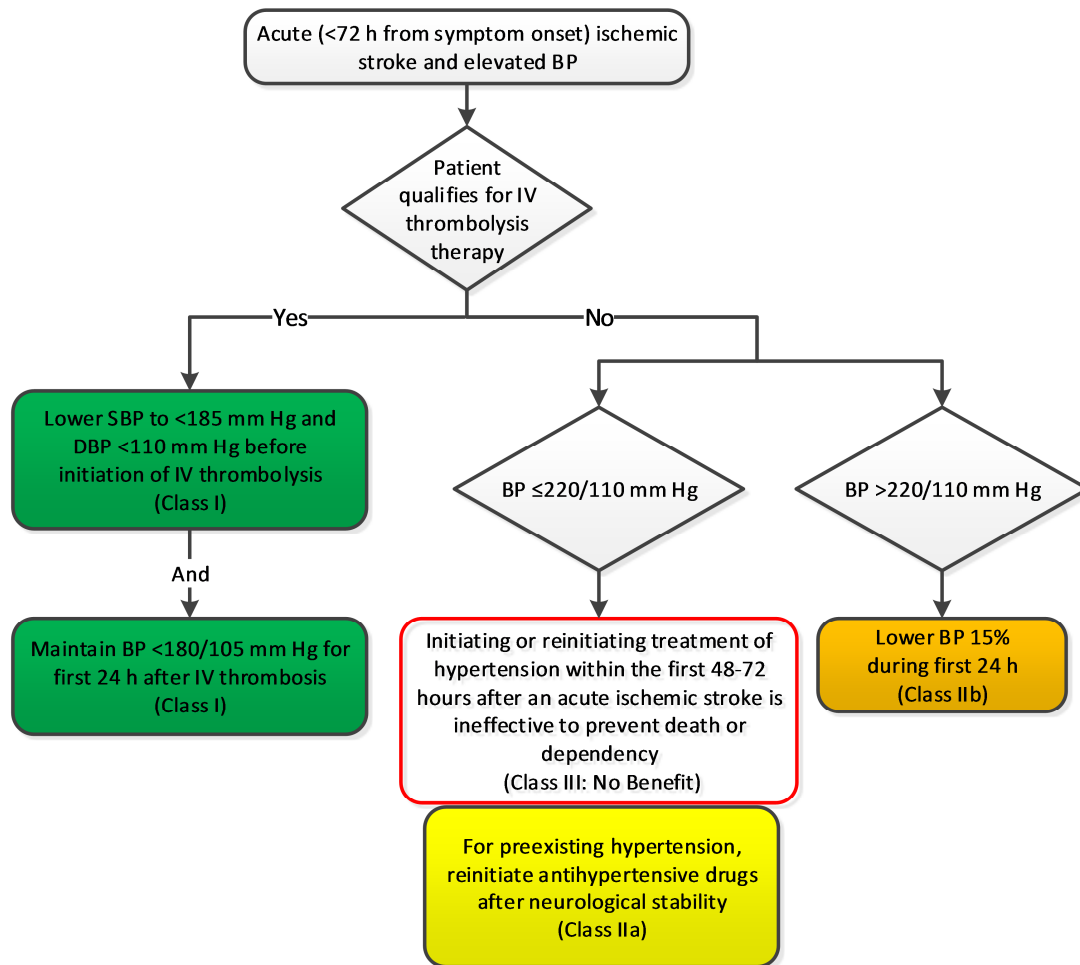 Acute (<72 h from symptom onset) ischemic
stroke and elevated BP
Patient
qualifies for IV
thrombolysis
therapy
Yes
No
Lower SBP to <185 mm Hg and
DBP <110 mm Hg before
initiation of IV thrombolysis
(Class I)
And
Maintain BP <180/105 mm Hg for
first 24 h after IV thrombosis
(Class I)
BP ≤220/110 mm Hg
BP >220/110 mm Hg
Initiating or reinitiating treatment of
hypertension within the first 48-72
hours after an acute ischemic stroke is
ineffective to prevent death or
dependency
(Class III: No Benefit)
Lower BP 15%
during first 24 h
(Class IIb)
For preexisting hypertension,
reinitiate antihypertensive drugs
after neurological stability
(Class IIa)